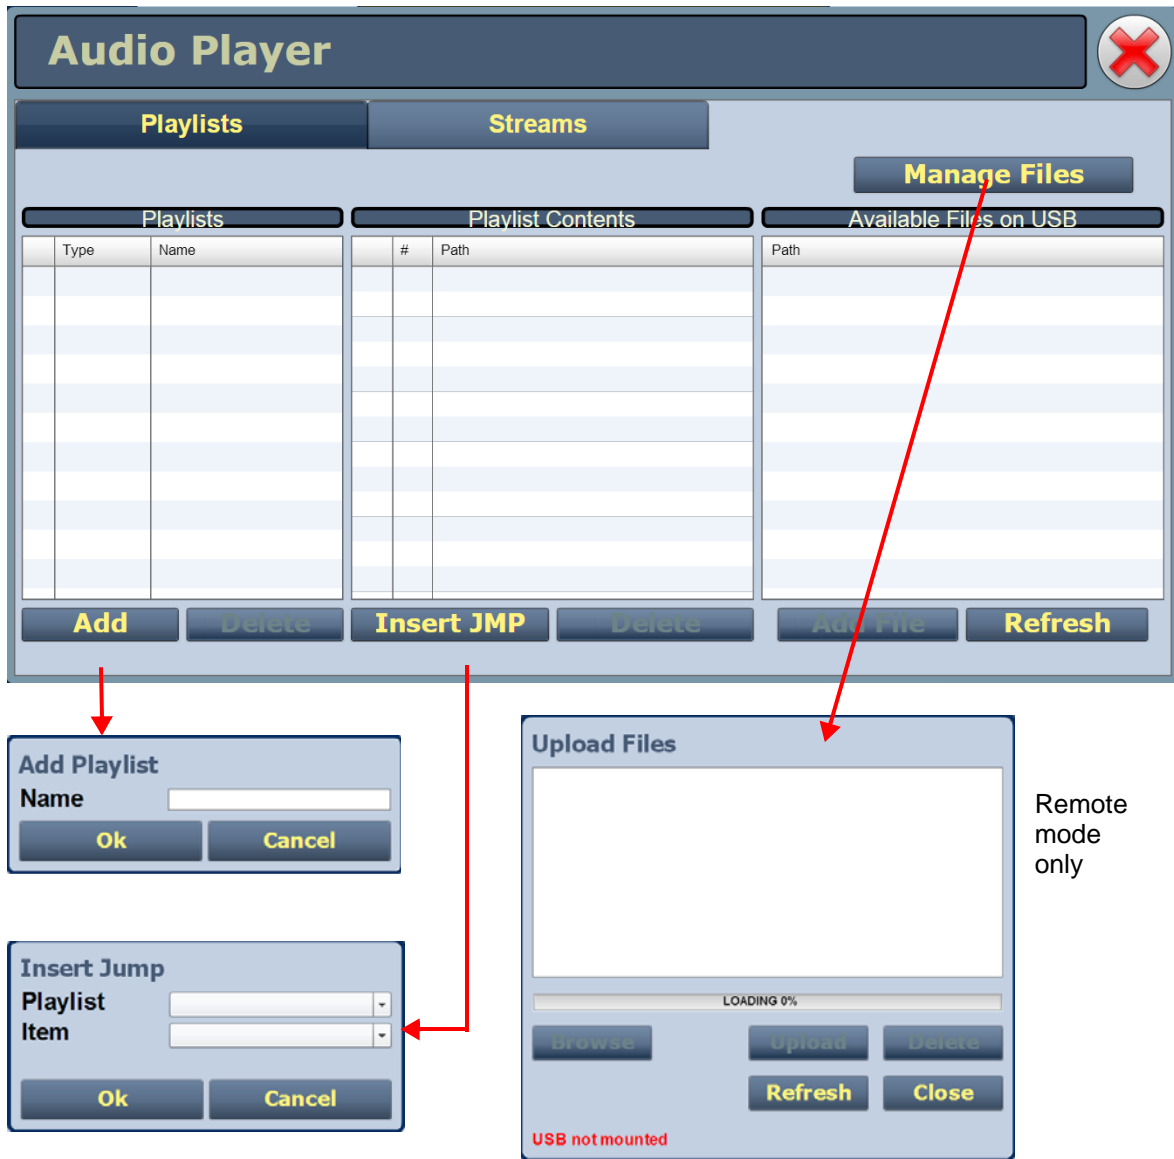 Audio Player
Playlists Streams
Manage Files
Playlists Playlist Contents Available Files on USB
Type Name # Path Path
Add Delete Insert JMP Delete Add File Refresh
Add Playlist
Name
Ok Cancel
Insert Jump
Playlist
Item
Ok Cancel
Upload Files
LOADING 0%
Browse Upload Delete
Refresh Close
USB not mounted
Remote
mode
only